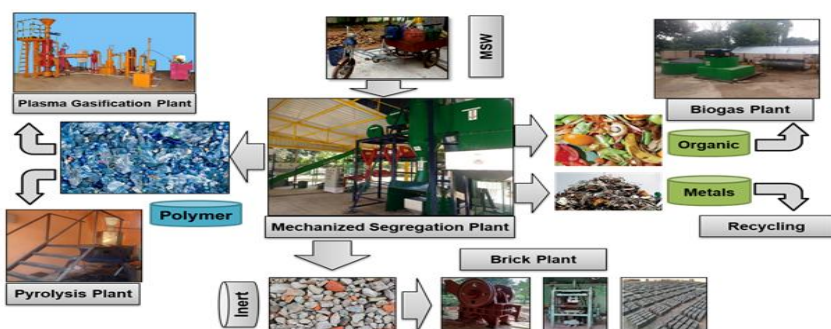 MSW
Plasma Gasification Plant
Biogas Plant
Organic
Polymer
Metals
Mechanized Segregation Plant
Recycling
Brick Plant
Pyrolysis Plant
Inert